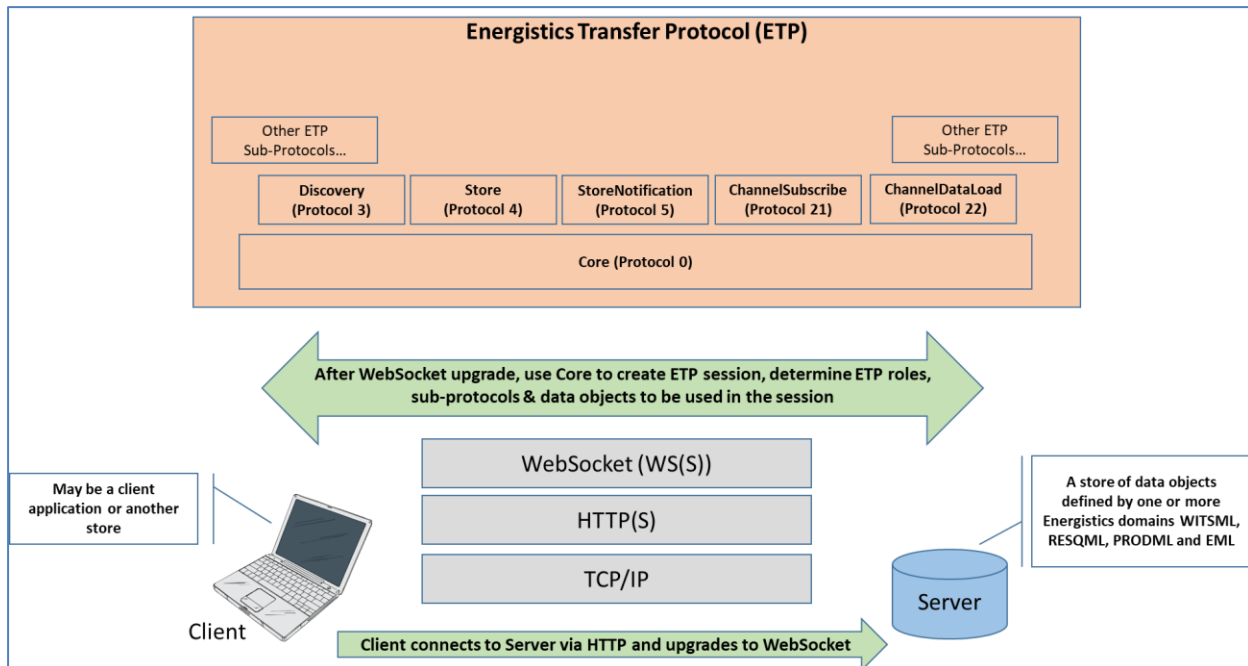 Energistics Transfer Protocol (ETP)
Other ETP
Sub-Protocols...
Other ETP
Sub-Protocols...
Discovery
(Protocol 3)
Store
(Protocol 4)
StoreNotification
(Protocol 5)
ChannelSubscribe
(Protocol 21)
ChannelDataLoad
(Protocol 22)
Core (Protocol 0)
After WebSocket upgrade, use Core to create ETP session, determine ETP roles,
sub-protocols & data objects to be used in the session
WebSocket (WS(S))
HTTP(S)
TCP/IP
May be a client
application or another
store
Client
A store of data objects
defined by one or more
Energistics domains WITSML,
RESQML, PRODML and EML
Server
Client connects to Server via HTTP and upgrades to WebSocket